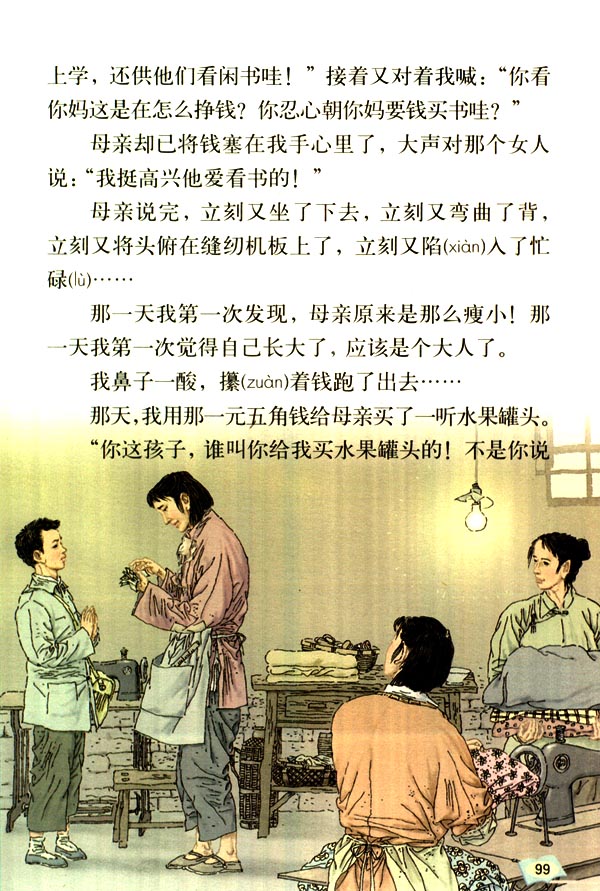 上学，还供他们看闲书哇！”接着又对着我喊：“你看
你妈这是在怎么挣钱？你忍心朝你妈要钱买书哇？”
母亲却已将钱塞在我手心里了，大声对那个女人
说：“我挺高兴他爱看书的！”
母亲说完，立刻又坐了下去，立刻又弯曲了背，
立刻又将头俯在缝纫机板上了，立刻又陷(xiàn)入了忙
碌(lù)……
那一天我第一次发现，母亲原来是那么瘦小！那
一天我第一次觉得自己长大了，应该是个大人了。
我鼻子一酸，攥(zuàn)着钱跑了出去……
那天，我用那一元五角钱给母亲买了一听水果罐头。
“你这孩子，谁叫你给我买水果罐头的！不是你说
99